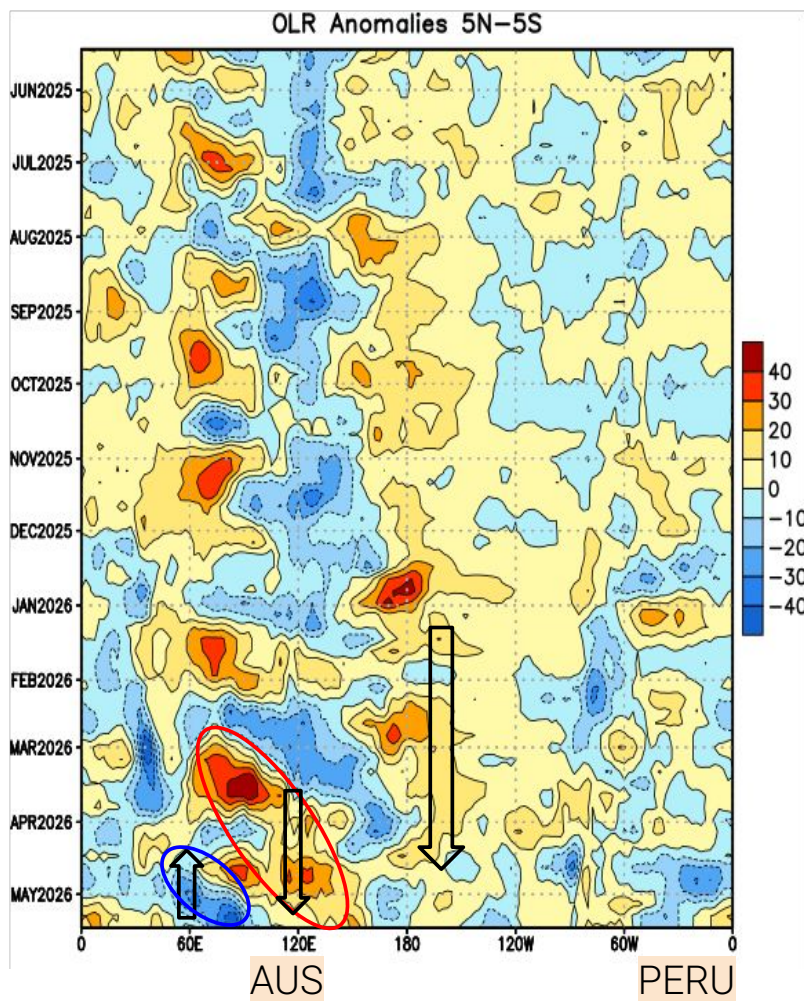 OLR Anomalies 5N-5S
JUN2025
JUL2025
AUG2025
SEP2025
OCT2025
NOV2025
DEC2025
JAN2026
FEB2026
MAR2026
APR2026
MAY2026
40
30
20
10
0
-10
-20
-30
-40
0 60E 120E 180 120W 60W 0
AUS PERU